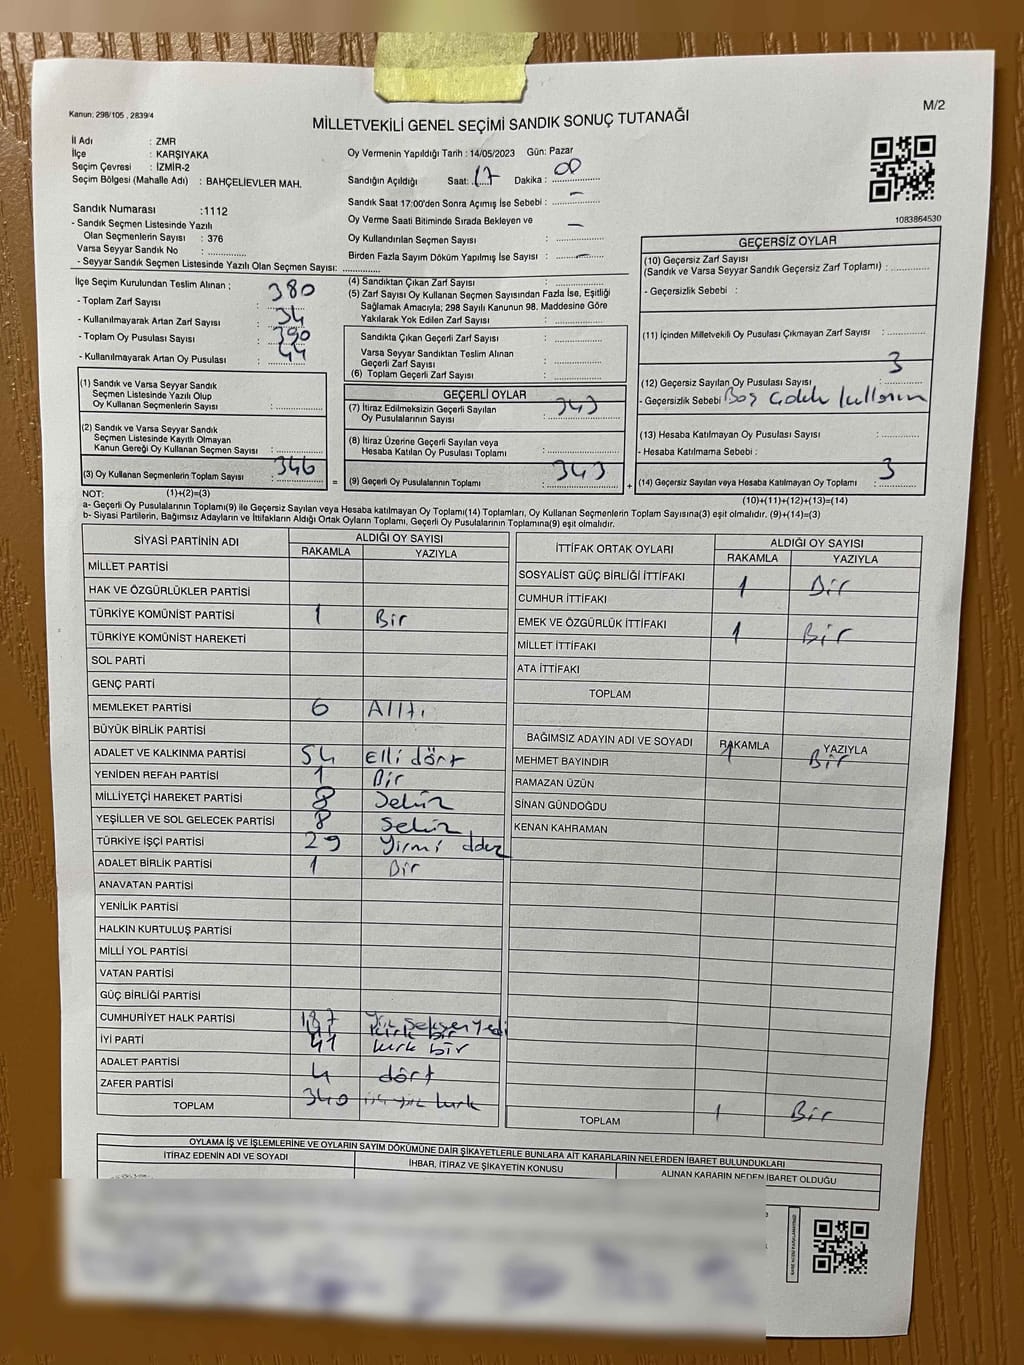 Kanun: 298/105 , 2839/4
M/2
MİLLETVEKİLİ GENEL SEÇİMİ SANDIK SONUÇ TUTANAĞI
İl Adı : ZMR
İlçe : KARŞIYAKA
Seçim Çevresi : İZMİR-2
Seçim Bölgesi (Mahalle Adı) : BAHÇELİEVLER MAH.
Sandık Numarası :1112
- Sandık Seçmen Listesinde Yazılı
Olan Seçmenlerin Sayısı : 376
Varsa Seyyar Sandık No :
- Seyyar Sandık Seçmen Listesinde Yazılı Olan Seçmen Sayısı:
Oy Vermenin Yapıldığı Tarih : 14/05/2023 Gün: Pazar
Sandığın Açıldığı Saat: 17 Dakika : 00
Sandık Saat 17:00'den Sonra Açımış İse Sebebi : –
Oy Verme Saati Bitiminde Sırada Bekleyen ve
Oy Kullandırılan Seçmen Sayısı : –
Birden Fazla Sayım Döküm Yapılmış İse Sayısı : –
1083864530
İlçe Seçim Kurulundan Teslim Alınan ;
- Toplam Zarf Sayısı : 380
- Kullanılmayarak Artan Zarf Sayısı : 34
- Toplam Oy Pusulası Sayısı : 390
- Kullanılmayarak Artan Oy Pusulası : 44
(1) Sandık ve Varsa Seyyar Sandık
Seçmen Listesinde Yazılı Olup
Oy Kullanan Seçmenlerin Sayısı :
(2) Sandık ve Varsa Seyyar Sandık
Seçmen Listesinde Kayıtlı Olmayan
Kanun Gereği Oy Kullanan Seçmen Sayısı :
(3) Oy Kullanan Seçmenlerin Toplam Sayısı : 346
(1)+(2)=(3)
(4) Sandıktan Çıkan Zarf Sayısı :
(5) Zarf Sayısı Oy Kullanan Seçmen Sayısından Fazla İse, Eşitliği
Sağlamak Amacıyla; 298 Sayılı Kanunun 98. Maddesine Göre
Yakılarak Yok Edilen Zarf Sayısı :
Sandıkta Çıkan Geçerli Zarf Sayısı :
Varsa Seyyar Sandıktan Teslim Alınan
Geçerli Zarf Sayısı :
(6) Toplam Geçerli Zarf Sayısı :
GEÇERLİ OYLAR
(7) İtiraz Edilmeksizin Geçerli Sayılan
Oy Pusulalarının Sayısı : 343
(8) İtiraz Üzerine Geçerli Sayılan veya
Hesaba Katılan Oy Pusulası Toplamı :
= (9) Geçerli Oy Pusulalarının Toplamı : 343 +
GEÇERSİZ OYLAR
(10) Geçersiz Zarf Sayısı
(Sandık ve Varsa Seyyar Sandık Geçersiz Zarf Toplamı) :
- Geçersizlik Sebebi :
(11) İçinden Milletvekili Oy Pusulası Çıkmayan Zarf Sayısı :
(12) Geçersiz Sayılan Oy Pusulası Sayısı : 3
- Geçersizlik Sebebi Boş
(13) Hesaba Katılmayan Oy Pusulası Sayısı :
- Hesaba Katılmama Sebebi :
(14) Geçersiz Sayılan veya Hesaba Katılmayan Oy Toplamı : 3
(10)+(11)+(12)+(13)=(14)
NOT:
a- Geçerli Oy Pusulalarının Toplamı(9) ile Geçersiz Sayılan veya Hesaba katılmayan Oy Toplamı(14) Toplamları, Oy Kullanan Seçmenlerin Toplam Sayısına(3) eşit olmalıdır. (9)+(14)=(3)
b- Siyasi Partilerin, Bağımsız Adayların ve İttifakların Aldığı Ortak Oyların Toplamı, Geçerli Oy Pusulalarının Toplamına(9) eşit olmalıdır.
SİYASİ PARTİNİN ADI ALDIĞI OY SAYISI
RAKAMLA YAZIYLA
MİLLET PARTİSİ
HAK VE ÖZGÜRLÜKLER PARTİSİ
TÜRKİYE KOMÜNİST PARTİSİ 1 Bir
TÜRKİYE KOMÜNİST HAREKETİ
SOL PARTİ
GENÇ PARTİ
MEMLEKET PARTİSİ 6 Altı
BÜYÜK BİRLİK PARTİSİ
ADALET VE KALKINMA PARTİSİ 54 Elli dört
YENİDEN REFAH PARTİSİ 1 Bir
MİLLİYETÇİ HAREKET PARTİSİ 8 Sekiz
YEŞİLLER VE SOL GELECEK PARTİSİ 8 Sekiz
TÜRKİYE İŞÇİ PARTİSİ 29 Yirmi
ADALET BİRLİK PARTİSİ 1 Bir
ANAVATAN PARTİSİ
YENİLİK PARTİSİ
HALKIN KURTULUŞ PARTİSİ
MİLLİ YOL PARTİSİ
VATAN PARTİSİ
GÜÇ BİRLİĞİ PARTİSİ
CUMHURİYET HALK PARTİSİ 187 Yüz Seksen Yedi
İYİ PARTİ 41 kırk bir
ADALET PARTİSİ
ZAFER PARTİSİ 4 dört
TOPLAM 340
İTTİFAK ORTAK OYLARI ALDIĞI OY SAYISI
RAKAMLA YAZIYLA
SOSYALİST GÜÇ BİRLİĞİ İTTİFAKI
CUMHUR İTTİFAKI 1 Bir
EMEK VE ÖZGÜRLÜK İTTİFAKI
MİLLET İTTİFAKI 1 Bir
ATA İTTİFAKI
TOPLAM
BAĞIMSIZ ADAYIN ADI VE SOYADI RAKAMLA YAZIYLA
MEHMET BAYINDIR 1 Bir
RAMAZAN ÜZÜN
SİNAN GÜNDOĞDU
KENAN KAHRAMAN
TOPLAM 1 Bir
OYLAMA İŞ VE İŞLEMLERİNE VE OYLARIN SAYIM DÖKÜMÜNE DAİR ŞİKAYETLERLE BUNLARA AİT KARARLARIN NELERDEN İBARET BULUNDUKLARI
İTİRAZ EDENİN ADI VE SOYADI İHBAR, İTİRAZ VE ŞİKAYETİN KONUSU ALINAN KARARIN NEDEN İBARET OLDUĞU